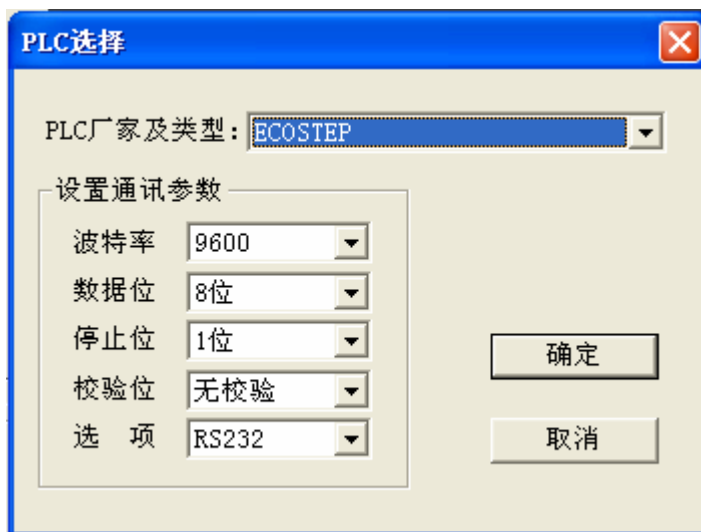 PLC选择
PLC厂家及类型: ECOSTEP
设置通讯参数
波特率 9600
数据位 8位
停止位 1位
校验位 无校验
选 项 RS232
确定
取消